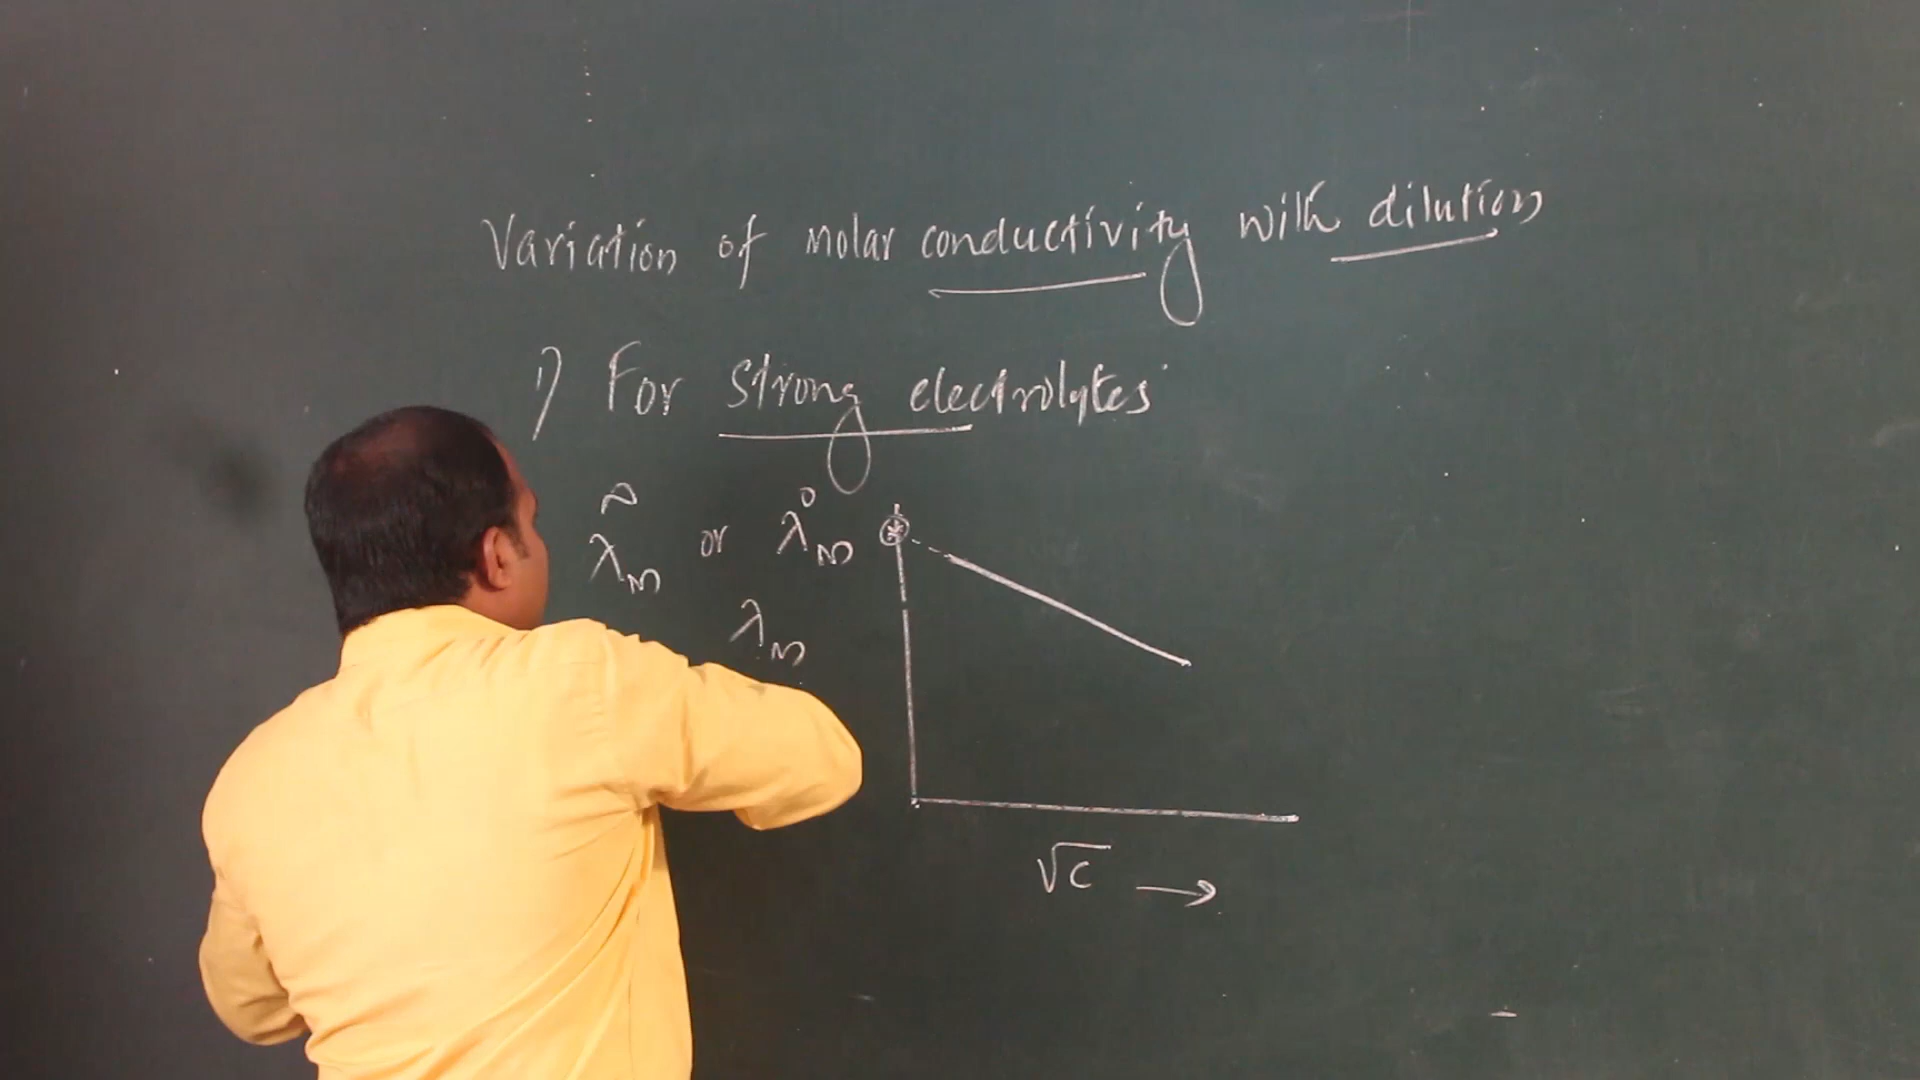 Variation of molar conductivity with dilution
1) For strong electrolytes
λ̃m or λ°m
λm
√c →